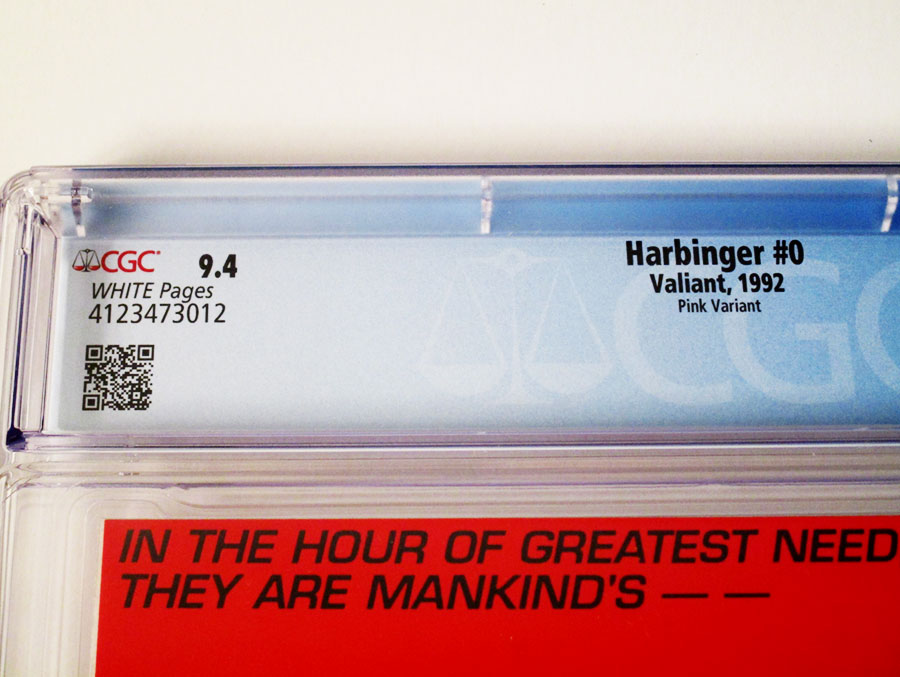 CGC 9.4
WHITE Pages
4123473012
Harbinger #0
Valiant, 1992
Pink Variant
CGC
IN THE HOUR OF GREATEST NEED
THEY ARE MANKIND'S — —